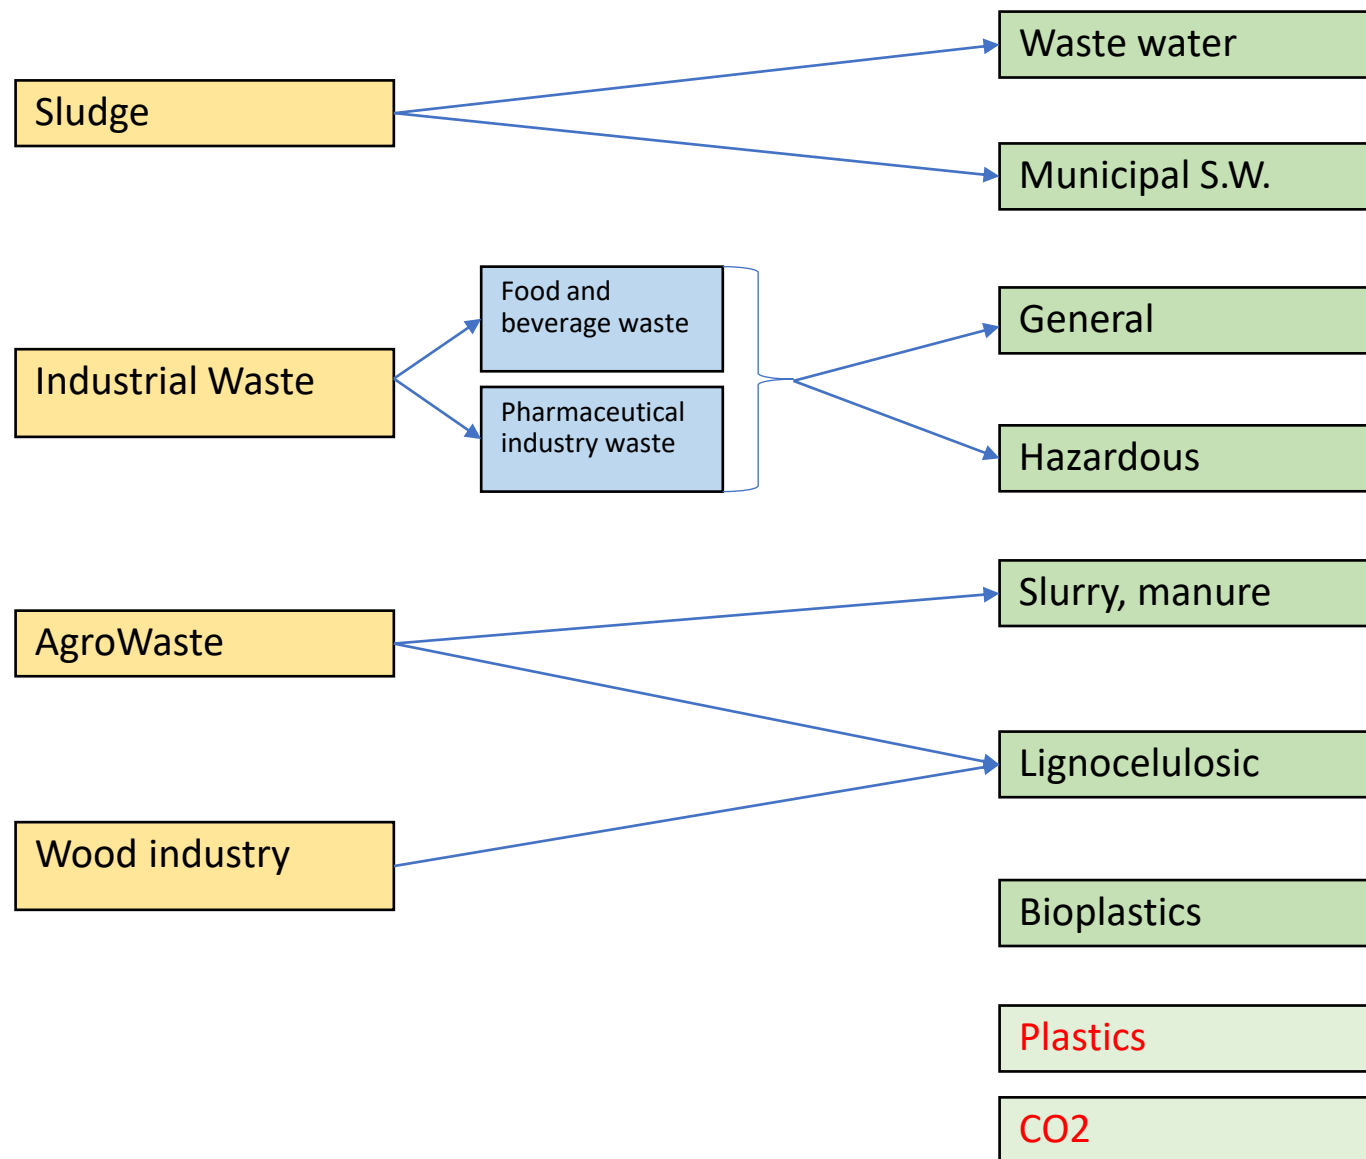 Waste water
Sludge
Municipal S.W.
Food and
beverage waste
General
Industrial Waste
Pharmaceutical
industry waste
Hazardous
Slurry, manure
AgroWaste
Lignocelulosic
Wood industry
Bioplastics
Plastics
CO2